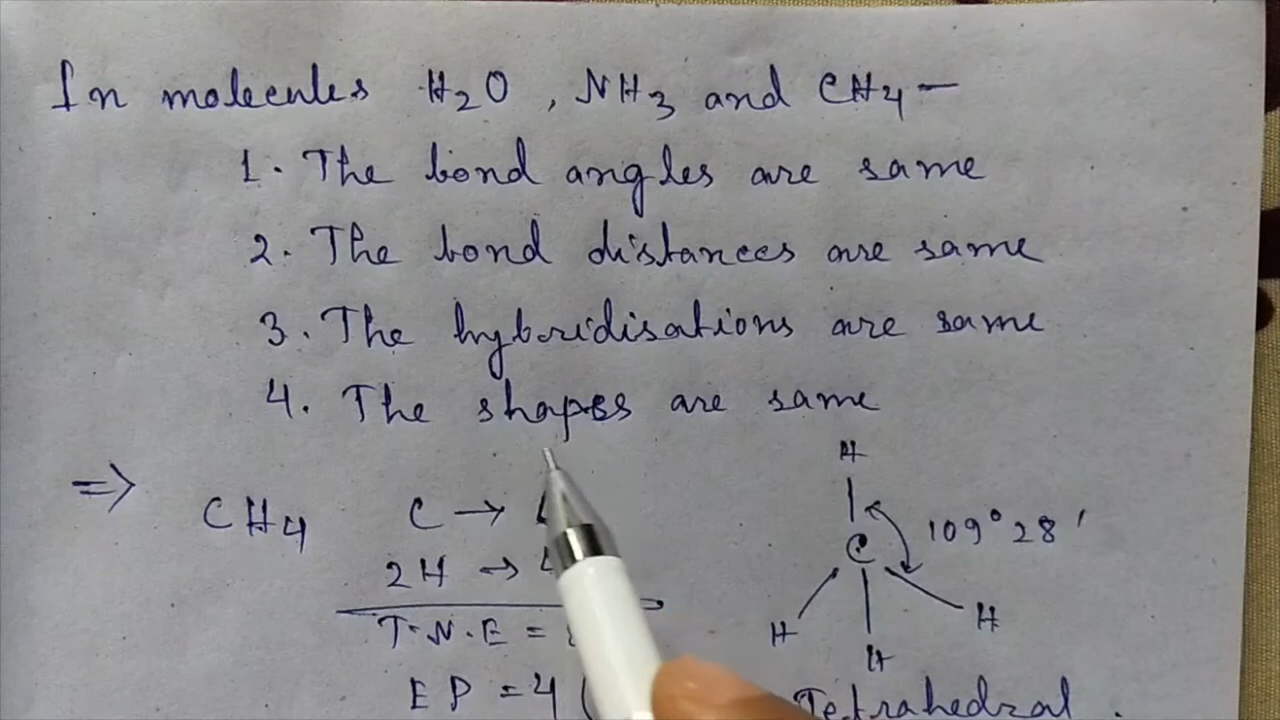 In molecules H2O, NH3 and CH4 —
1. The bond angles are same
2. The bond distances are same
3. The hybridisations are same
4. The shapes are same
⇒ CH4 C →
2H →
T.N.E =
EP = 4 (
H
C 109° 28'
H H
H
Tetrahedral.